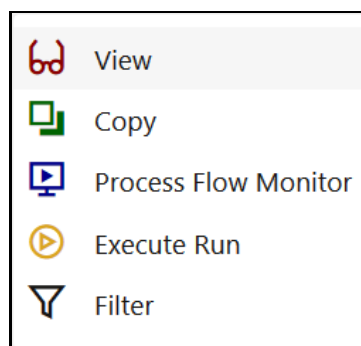 View
Copy
Process Flow Monitor
Execute Run
Filter